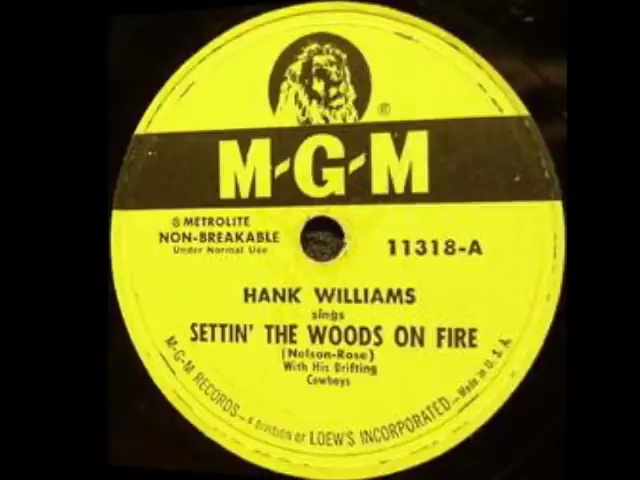 ®
M-G-M
® METROLITE
NON-BREAKABLE
Under Normal Use
11318-A
HANK WILLIAMS
sings
SETTIN' THE WOODS ON FIRE
(Nelson-Rose)
With His Drifting
Cowboys
M-G-M RECORDS — A DIVISION OF LOEW'S INCORPORATED — Made in U. S. A.